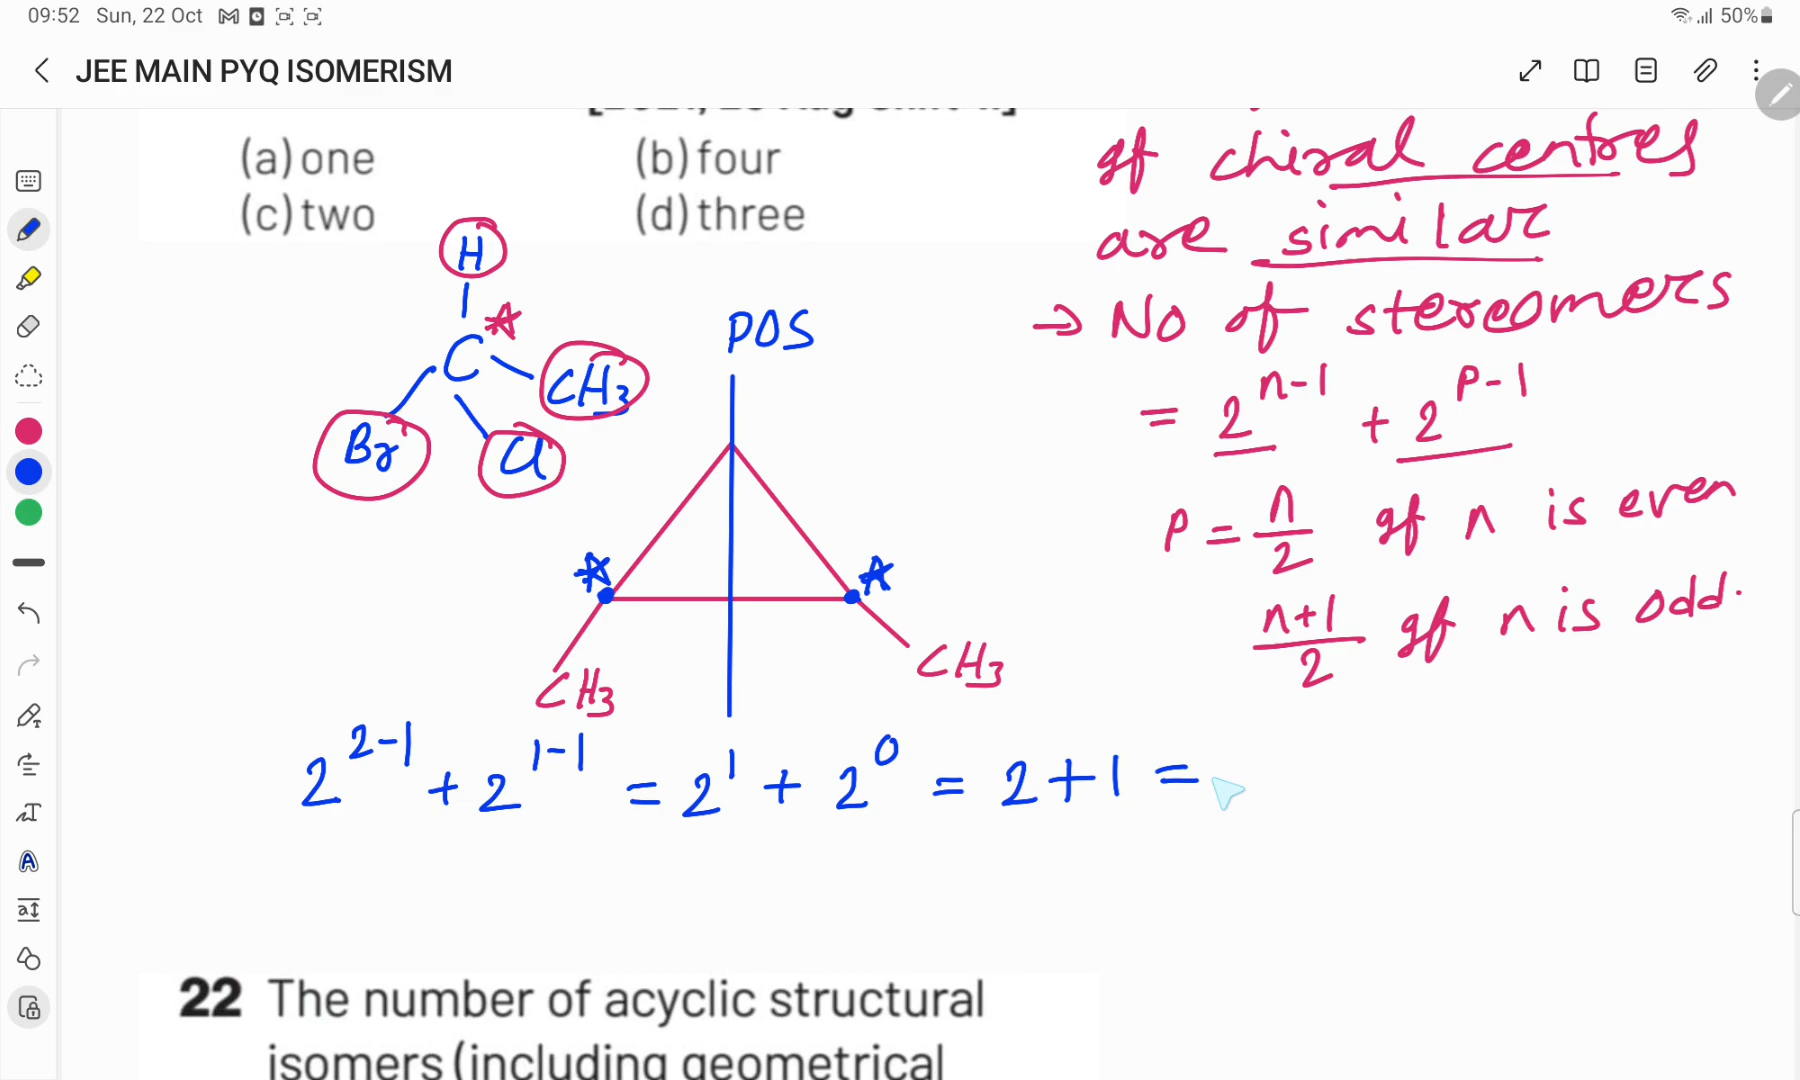 09:52 Sun, 22 Oct
50%
JEE MAIN PYQ ISOMERISM
(a) one (b) four
(c) two (d) three
If chiral centres
are similar
→ No of stereomers
= 2^{n-1} + 2^{P-1}
P = n/2 If n is even
n+1/2 If n is odd.
H
C
CH3
Br
Cl
POS
CH3
CH3
2^{2-1} + 2^{1-1} = 2^1 + 2^0 = 2+1 =
22 The number of acyclic structural
isomers (including geometrical